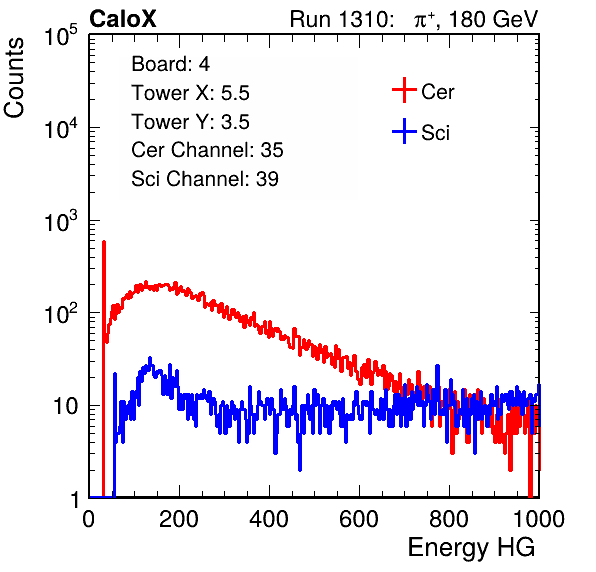 CaloX Run 1310: π⁺, 180 GeV
Counts
10⁵
10⁴
10³
10²
10
1
Board: 4
Tower X: 5.5
Tower Y: 3.5
Cer Channel: 35
Sci Channel: 39
Cer
Sci
0 200 400 600 800 1000
Energy HG